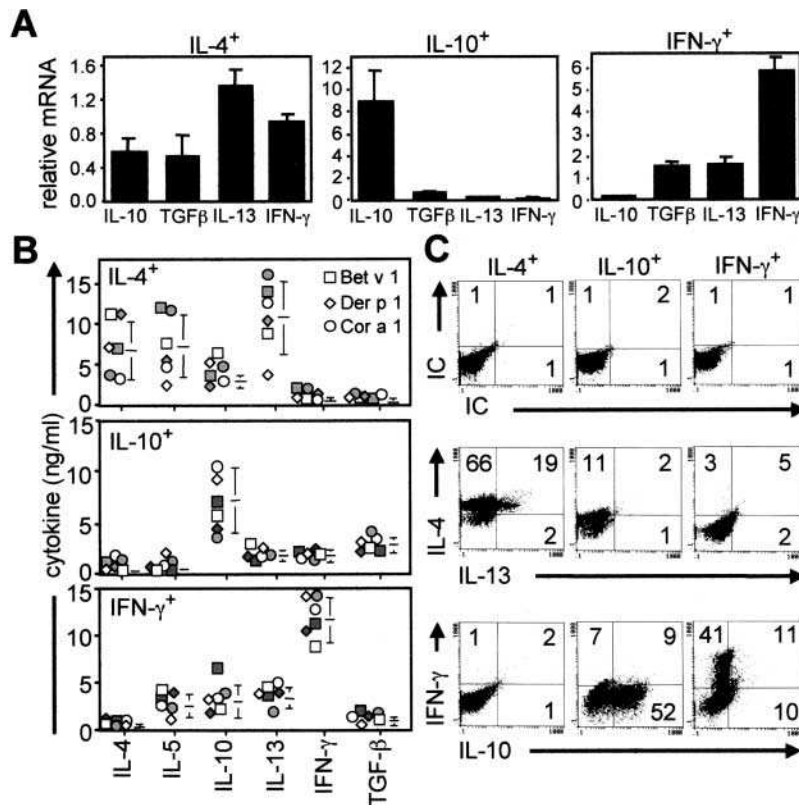 A
IL-4+ IL-10+ IFN-γ+
relative mRNA
1.6
1.2
0.8
0.4
0.0
IL-10 TGFβ IL-13 IFN-γ
12
10
8
6
4
2
0
IL-10 TGFβ IL-13 IFN-γ
6
5
4
3
2
1
0
IL-10 TGFβ IL-13 IFN-γ
B
cytokine (ng/ml)
IL-4+
15
10
5
Bet v 1
Der p 1
Cor a 1
IL-10+
15
10
5
0
IFN-γ+
15
10
5
0
IL-4 IL-5 IL-10 IL-13 IFN-γ TGF-β
C
IL-4+ IL-10+ IFN-γ+
1 1 1 2 1 1
1 1 1
IC
IC
66 19 11 2 3 5
2 1 2
IL-4
IL-13
1 2 7 9 41 11
1 52 10
IFN-γ
IL-10